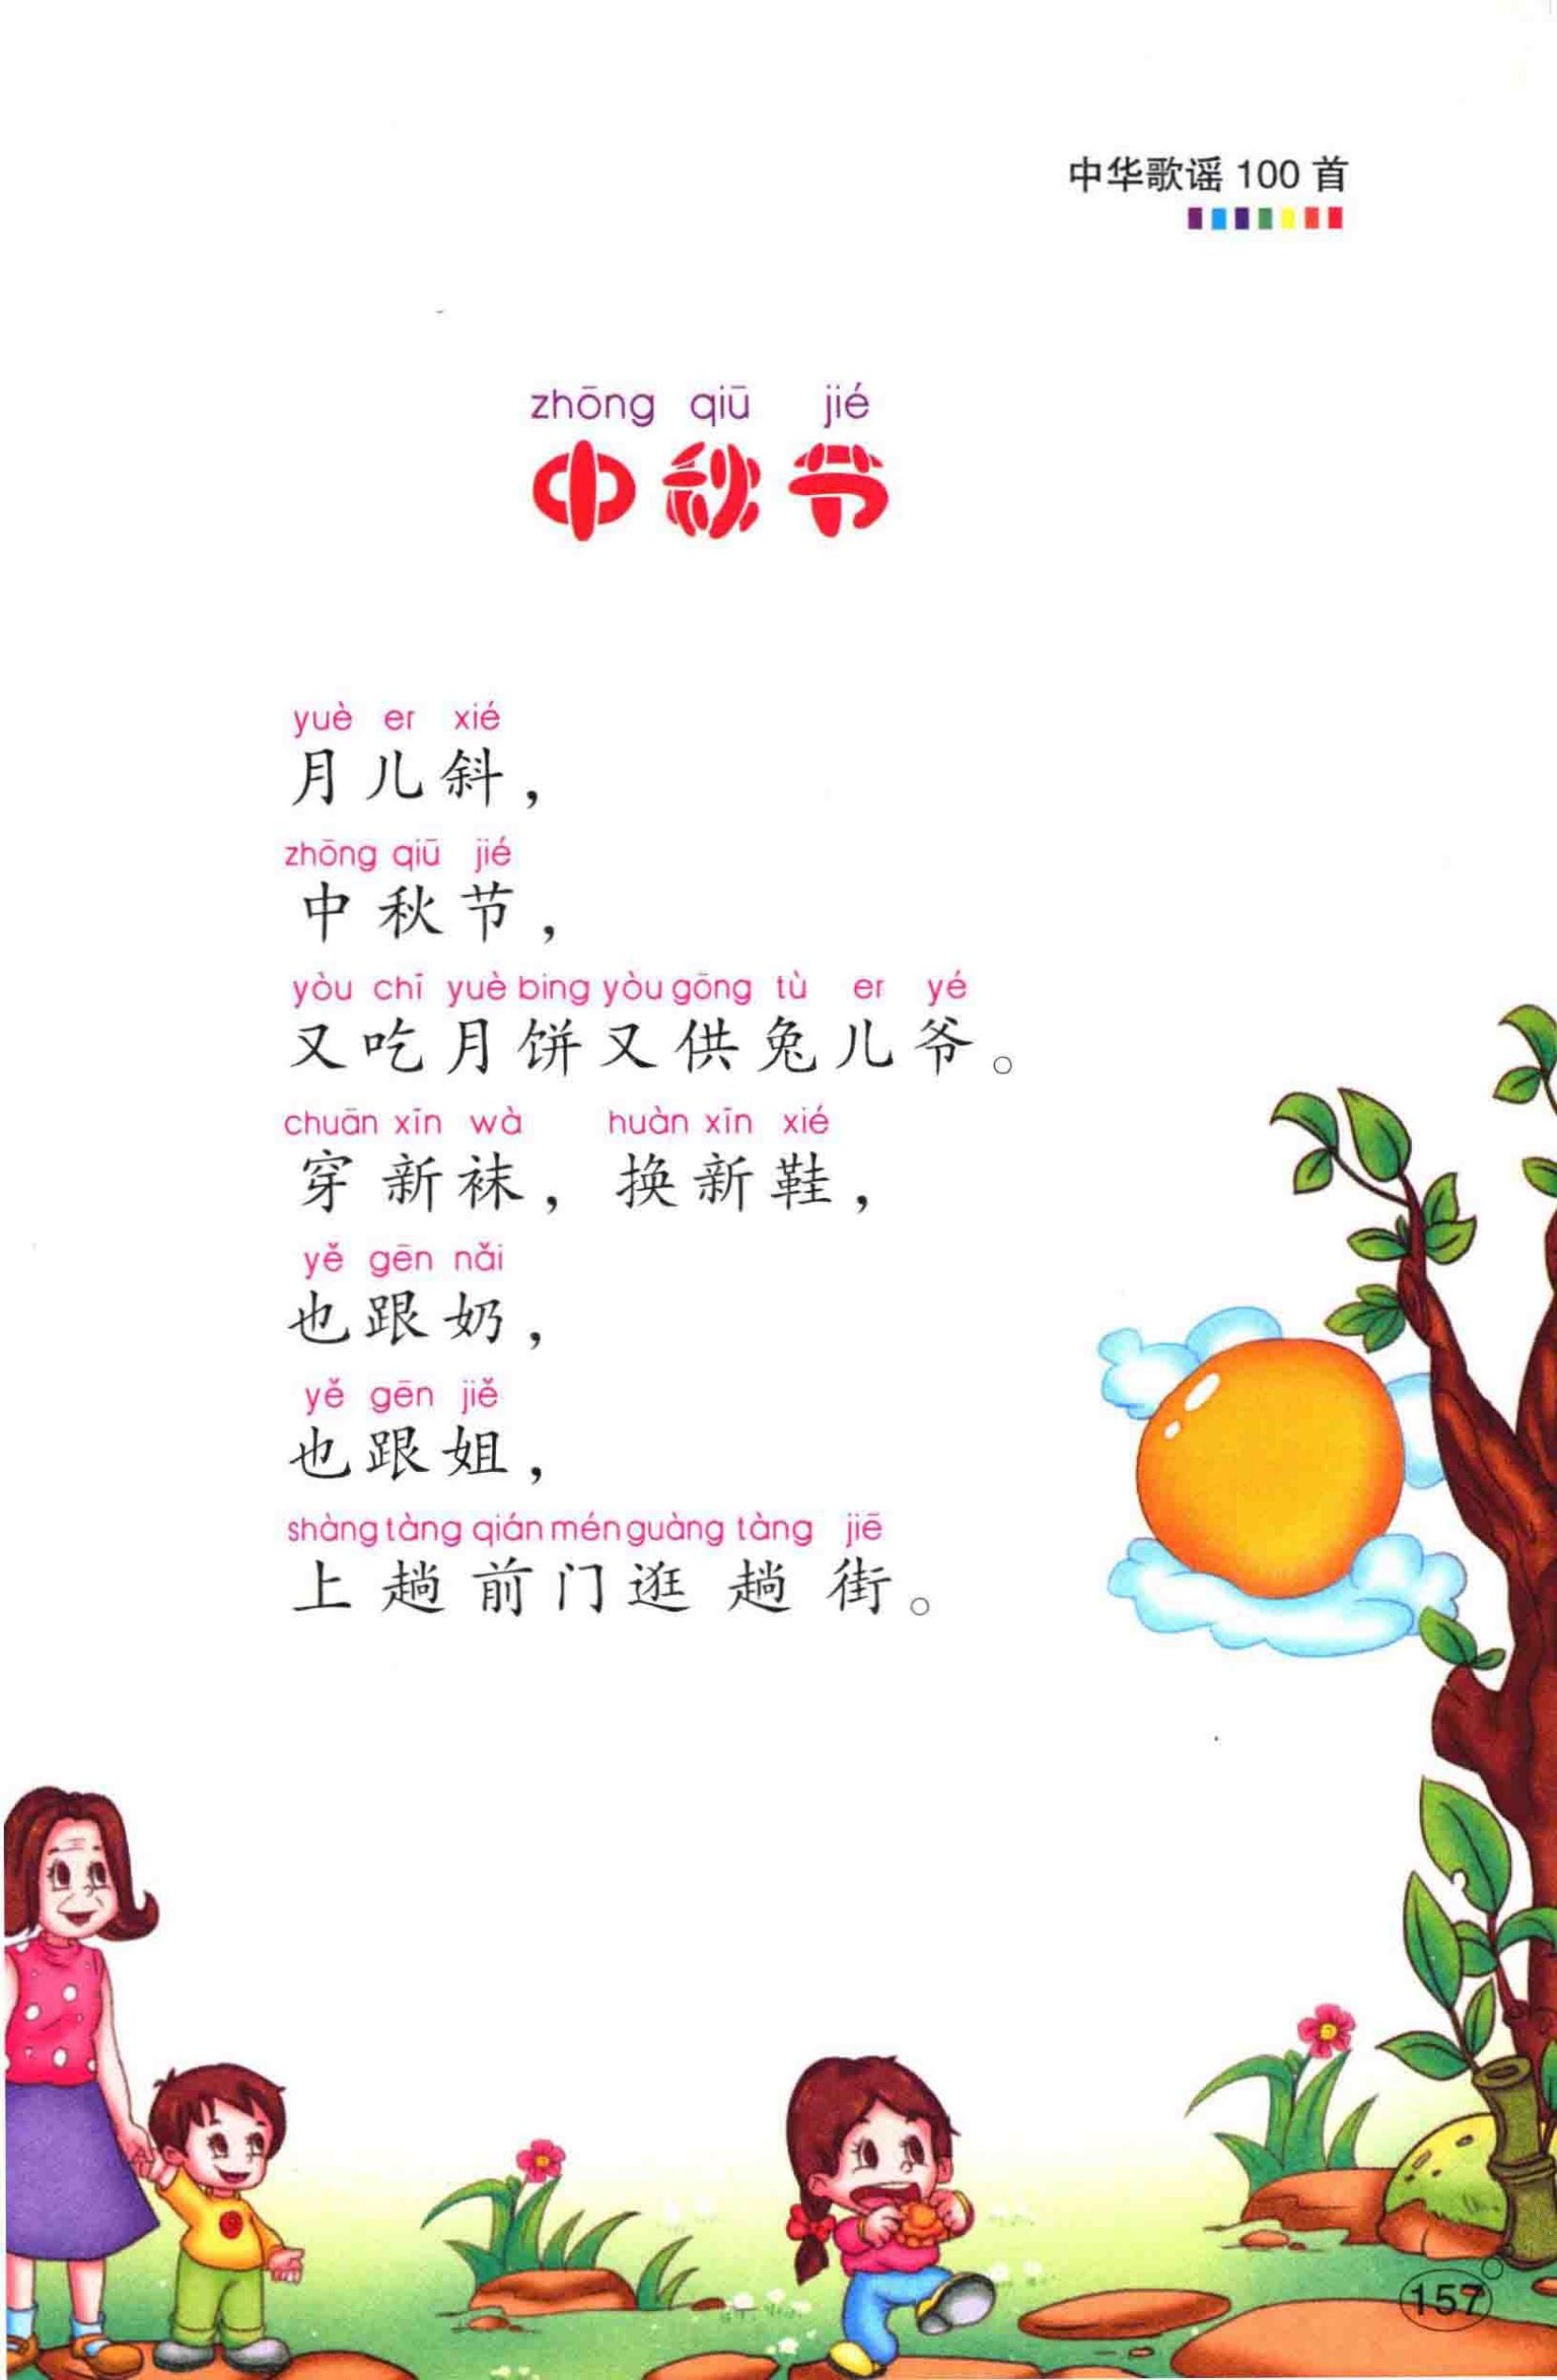 中华歌谣 100 首
zhōng qiū jié
中秋节
yuè er xié
月儿斜，
zhōng qiū jié
中秋节，
yòu chī yuè bing yòu gōng tù er yé
又吃月饼又供兔儿爷。
chuān xīn wà huàn xīn xié
穿新袜，换新鞋，
yě gēn nǎi
也跟奶，
yě gēn jiě
也跟姐，
shàng tàng qián mén guàng tàng jiē
上趟前门逛趟街。
157